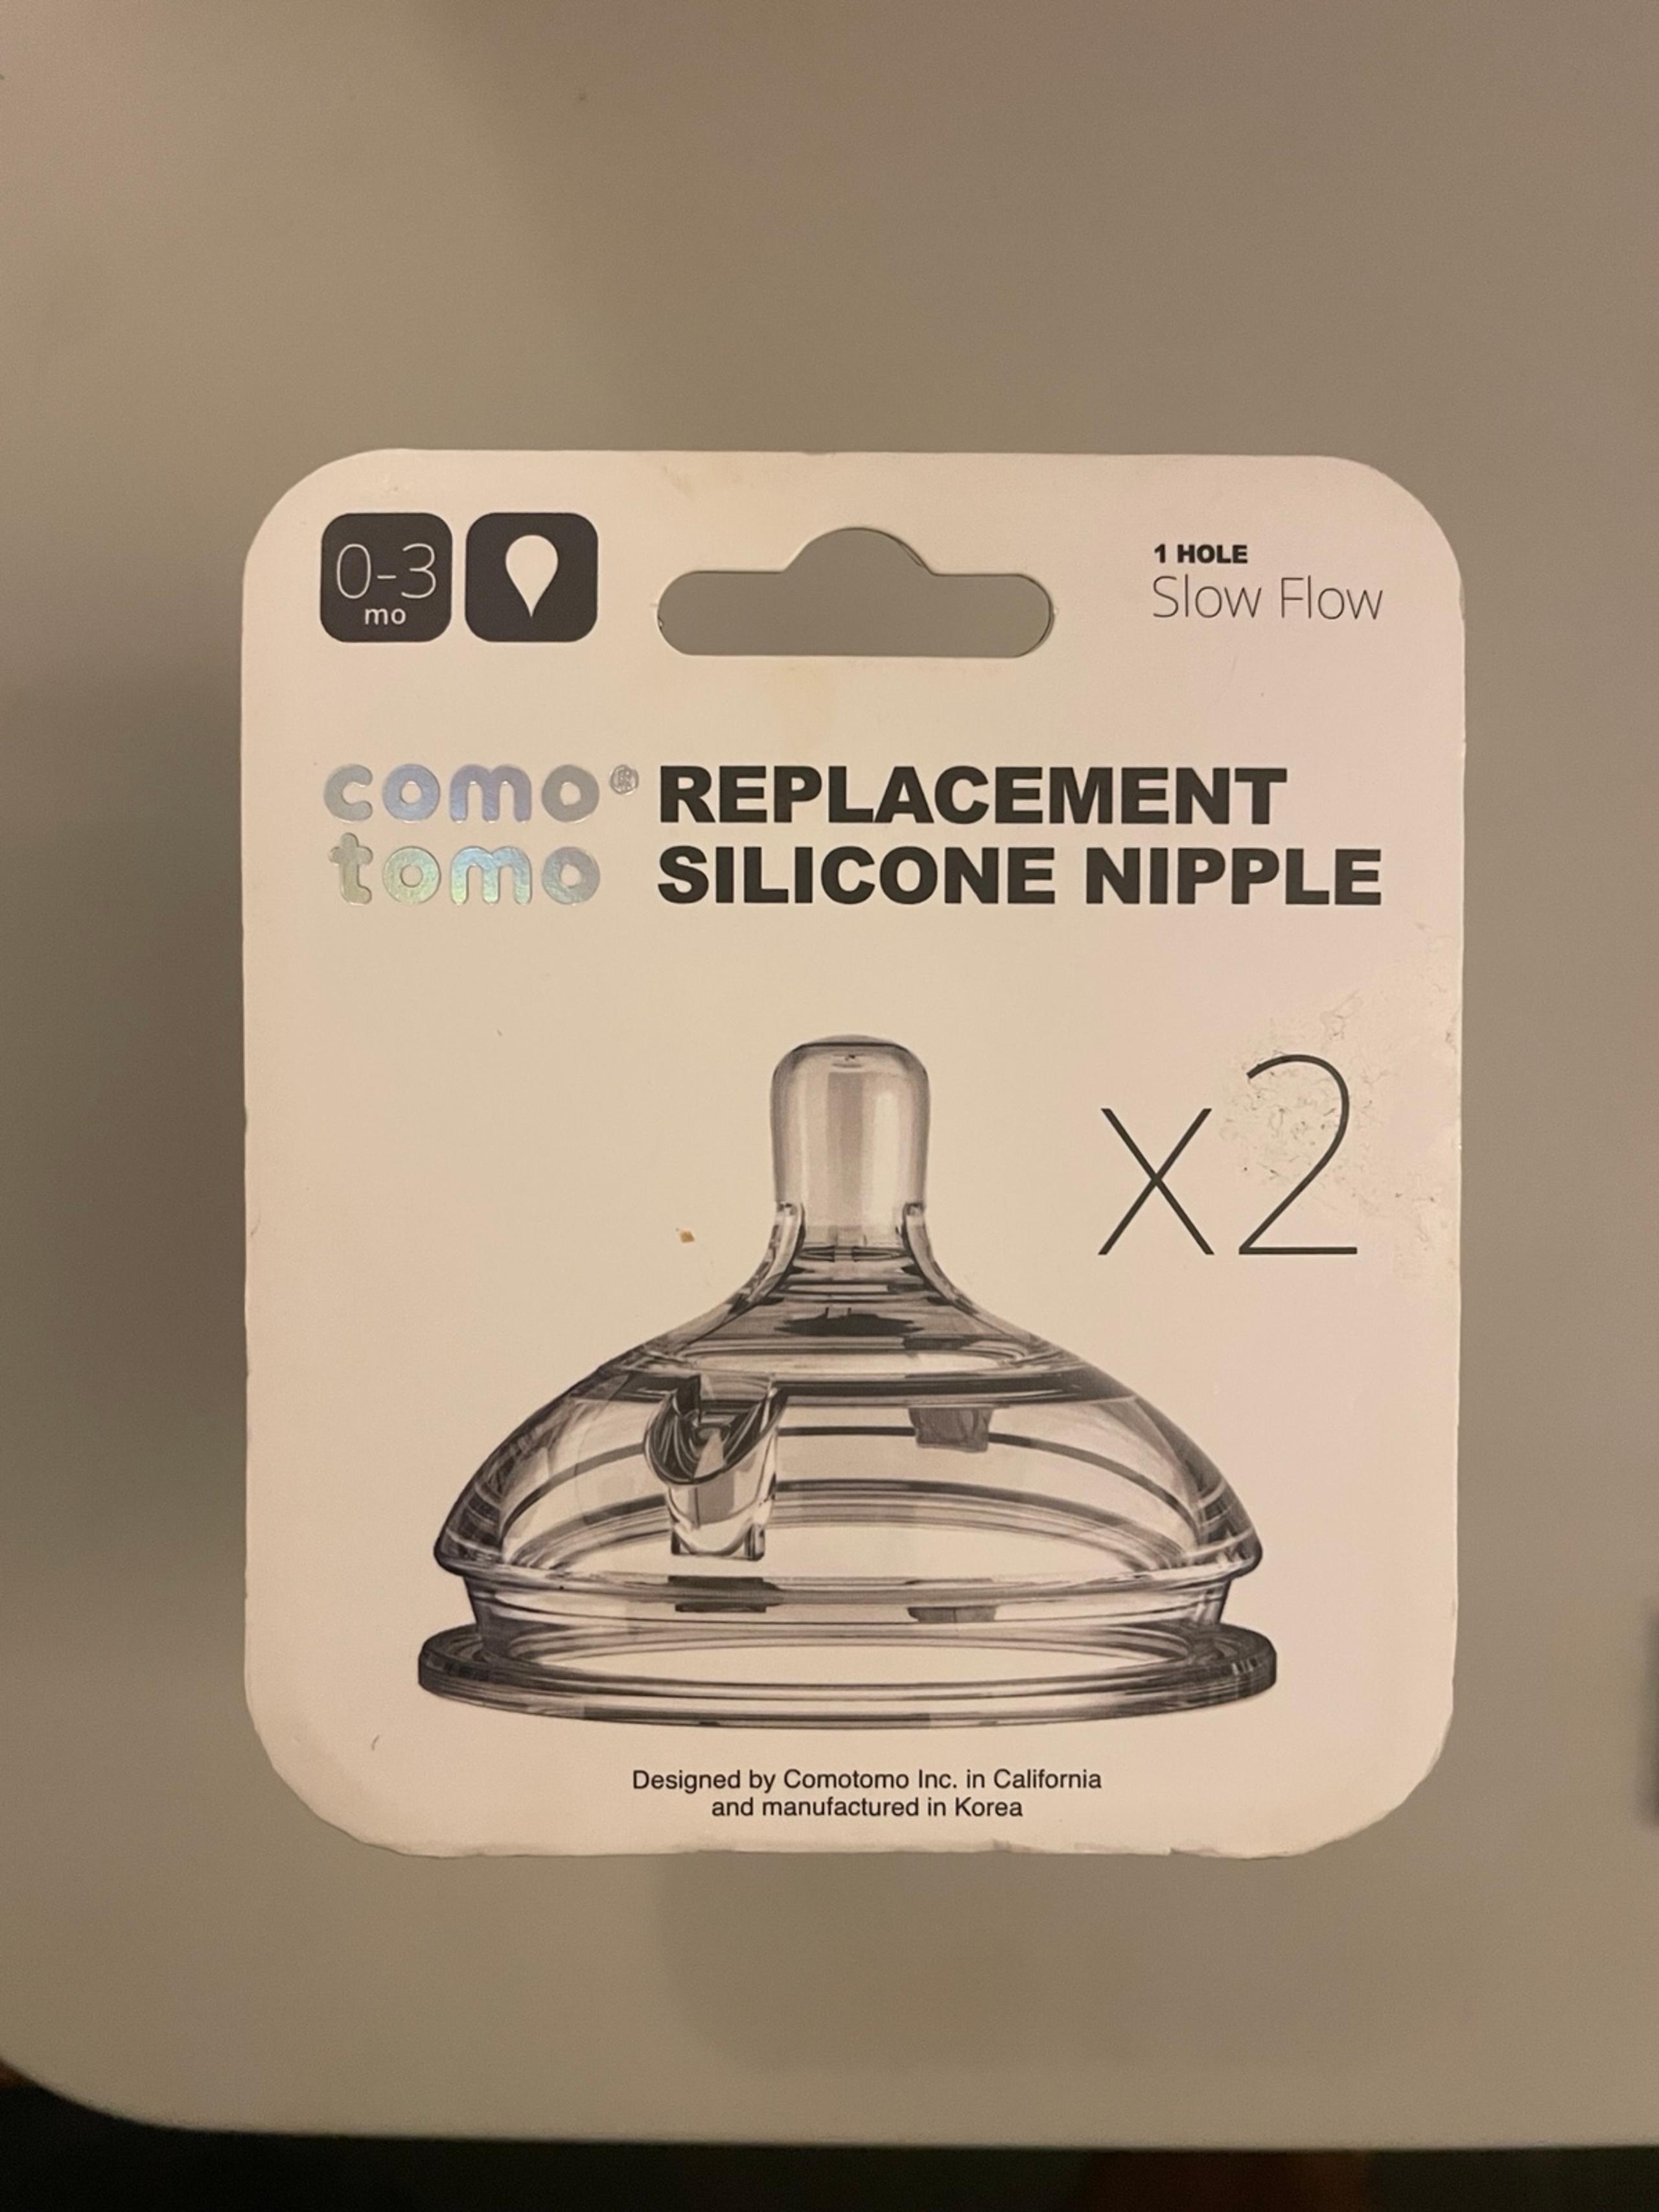 0-3
mo
1 HOLE
Slow Flow
como®
tomo
REPLACEMENT
SILICONE NIPPLE
x2
Designed by Comotomo Inc. in California
and manufactured in Korea